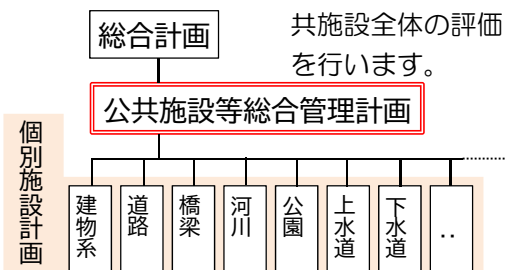 共施設全体の評価
を行います。
総合計画
公共施設等総合管理計画
個別施設計画
建物系
道路
橋梁
河川
公園
上水道
下水道
‥